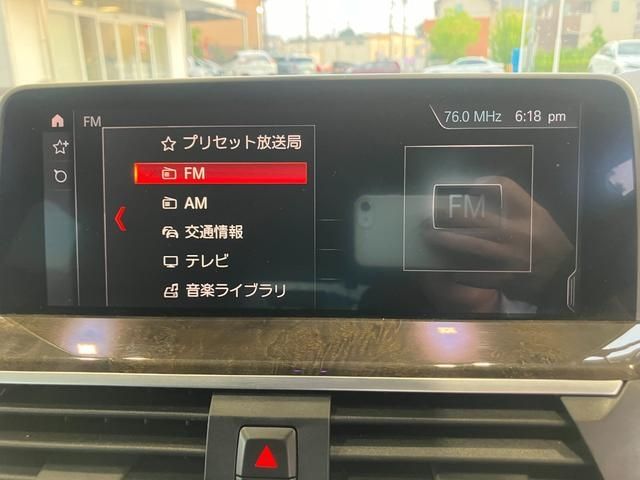 FM
76.0 MHz 6:18 pm
プリセット放送局
FM
AM
交通情報
テレビ
音楽ライブラリ
FM